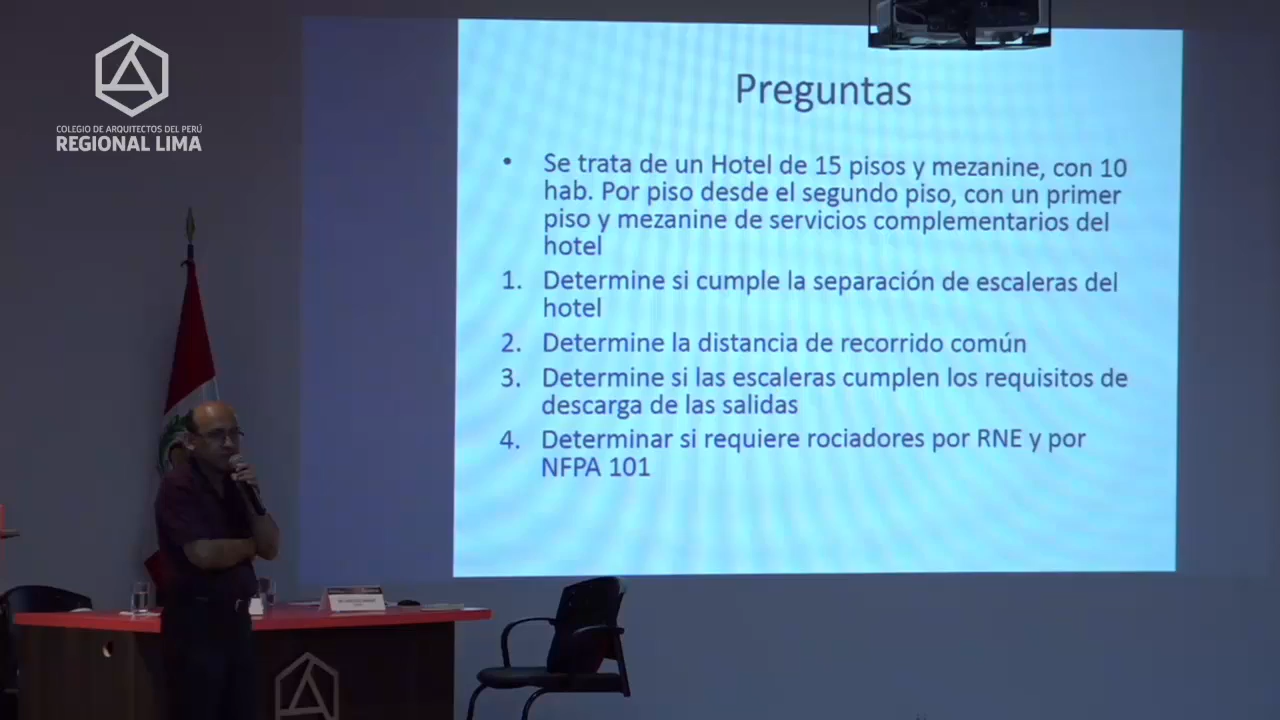 COLEGIO DE ARQUITECTOS DEL PERÚ
REGIONAL LIMA
Preguntas
• Se trata de un Hotel de 15 pisos y mezanine, con 10
hab. Por piso desde el segundo piso, con un primer
piso y mezanine de servicios complementarios del
hotel
1. Determine si cumple la separación de escaleras del
hotel
2. Determine la distancia de recorrido común
3. Determine si las escaleras cumplen los requisitos de
descarga de las salidas
4. Determinar si requiere rociadores por RNE y por
NFPA 101